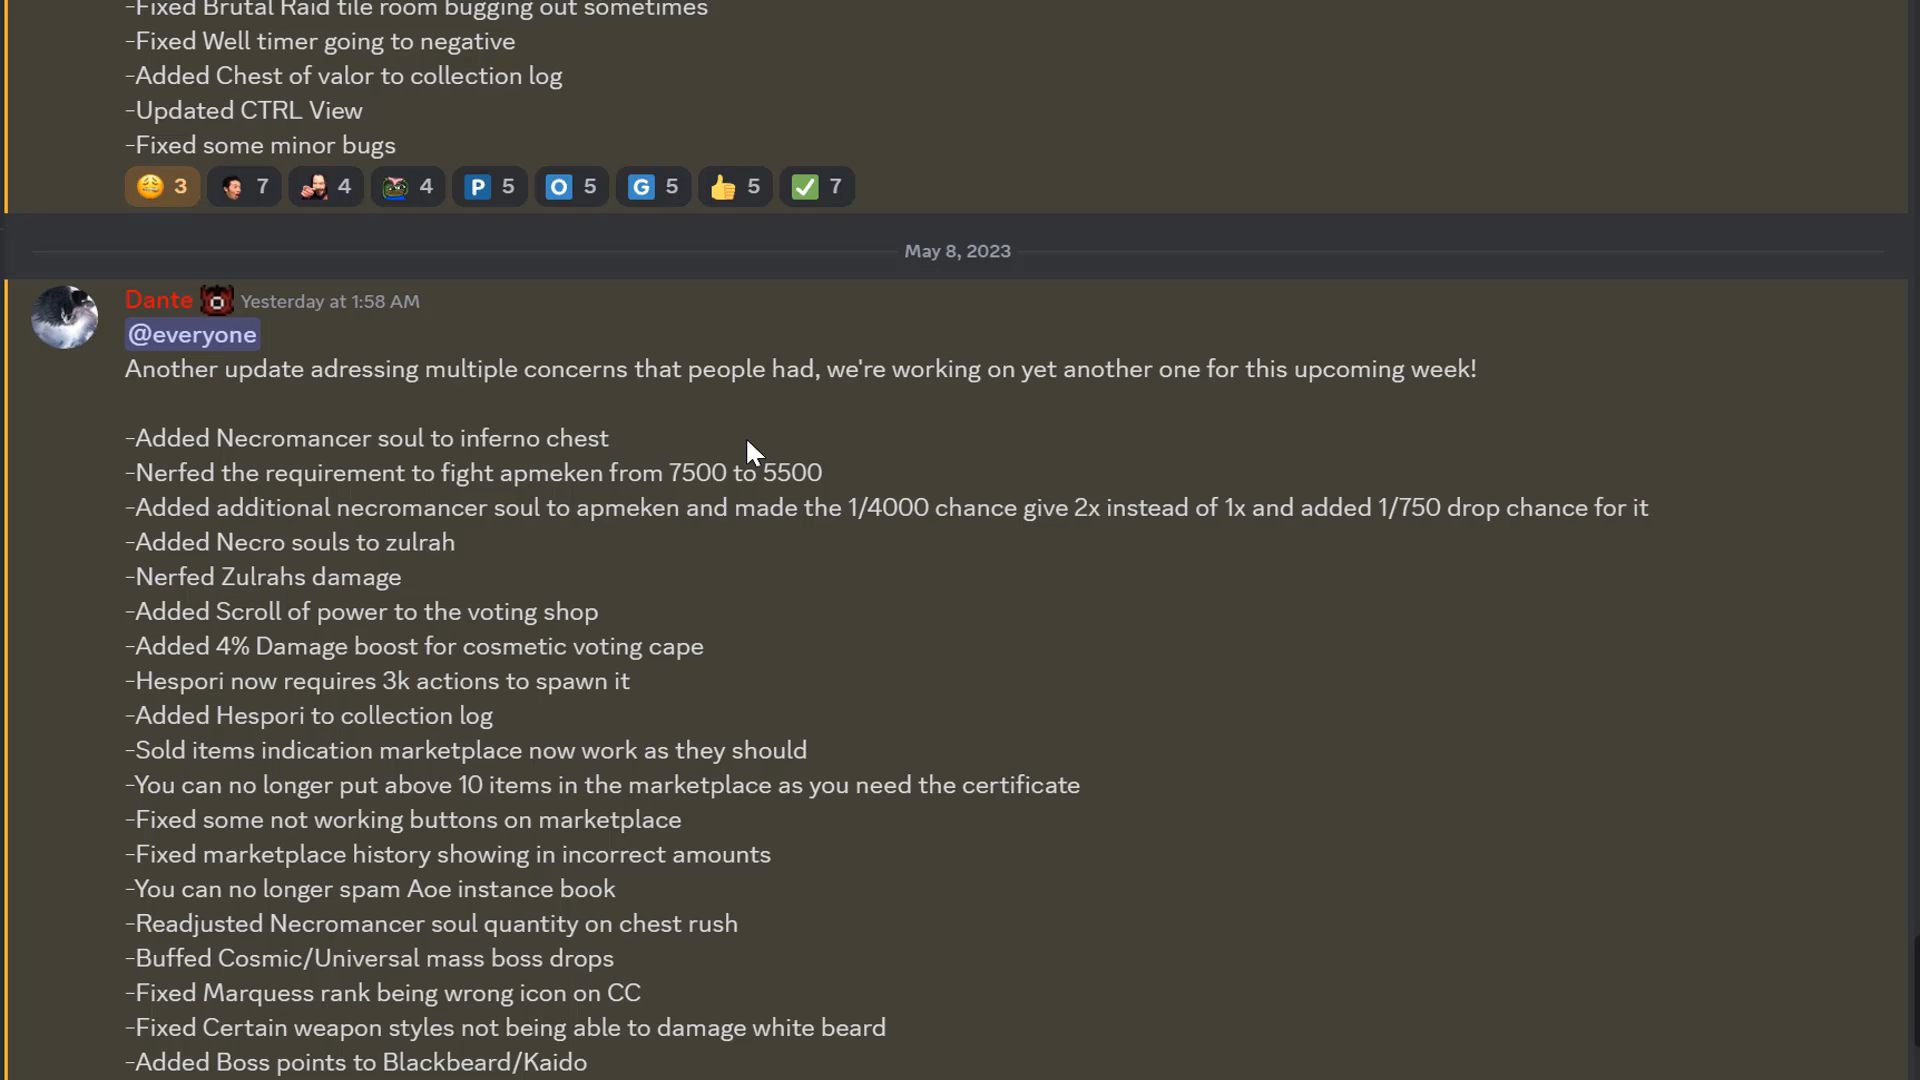 -Fixed Brutal Raid tile room bugging out sometimes
-Fixed Well timer going to negative
-Added Chest of valor to collection log
-Updated CTRL View
-Fixed some minor bugs
3 7 4 4 P 5 O 5 G 5 5 7
May 8, 2023
Dante Yesterday at 1:58 AM
@everyone
Another update adressing multiple concerns that people had, we're working on yet another one for this upcoming week!
-Added Necromancer soul to inferno chest
-Nerfed the requirement to fight apmeken from 7500 to 5500
-Added additional necromancer soul to apmeken and made the 1/4000 chance give 2x instead of 1x and added 1/750 drop chance for it
-Added Necro souls to zulrah
-Nerfed Zulrahs damage
-Added Scroll of power to the voting shop
-Added 4% Damage boost for cosmetic voting cape
-Hespori now requires 3k actions to spawn it
-Added Hespori to collection log
-Sold items indication marketplace now work as they should
-You can no longer put above 10 items in the marketplace as you need the certificate
-Fixed some not working buttons on marketplace
-Fixed marketplace history showing in incorrect amounts
-You can no longer spam Aoe instance book
-Readjusted Necromancer soul quantity on chest rush
-Buffed Cosmic/Universal mass boss drops
-Fixed Marquess rank being wrong icon on CC
-Fixed Certain weapon styles not being able to damage white beard
-Added Boss points to Blackbeard/Kaido